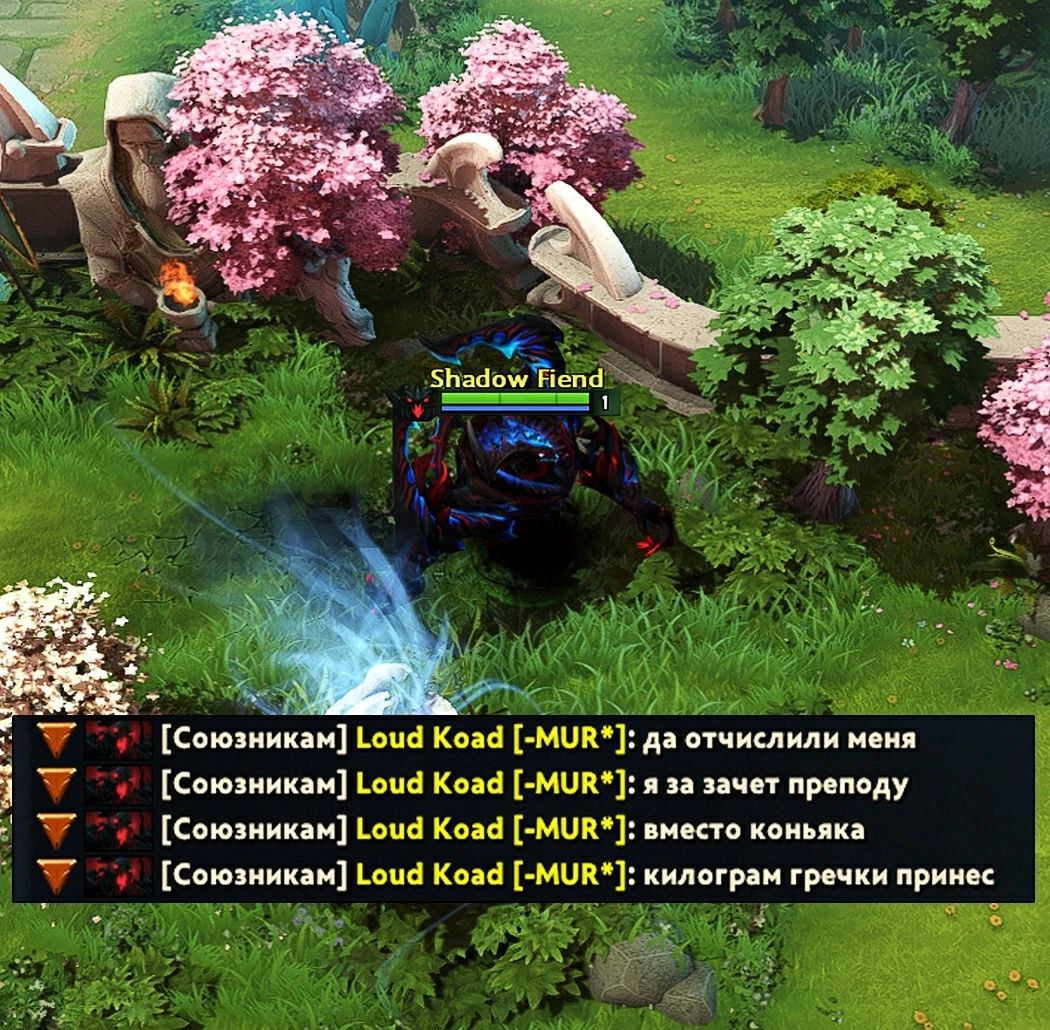 Shadow Fiend
1
[Союзникам] Loud Koad [-MUR*]: да отчислили меня
[Союзникам] Loud Koad [-MUR*]: я за зачет преподу
[Союзникам] Loud Koad [-MUR*]: вместо коньяка
[Союзникам] Loud Koad [-MUR*]: килограм гречки принес